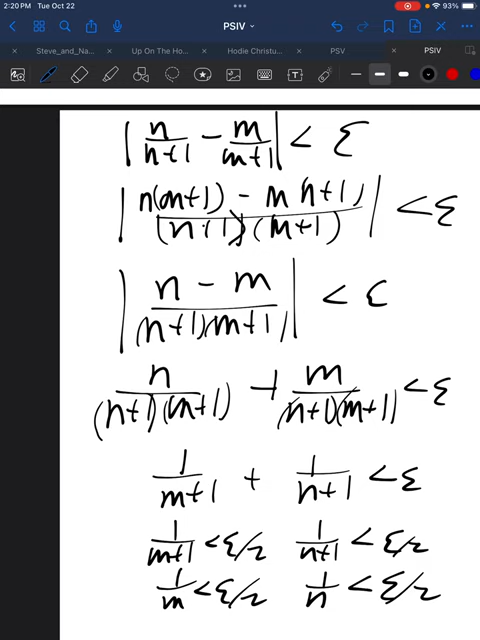 2:20 PM Tue Oct 22 93%
PSIV
Steve_and_Na... Up On The Ho... Hodie Christu... PSV PSIV
| n/(n+1) − m/(m+1) | < ε
| (n(m+1) − m(n+1))/((n+1)(m+1)) | < ε
| (n − m)/((n+1)(m+1)) | < ε
n/((n+1)(m+1)) + m/((n+1)(m+1)) < ε
1/(m+1) + 1/(n+1) < ε
1/(m+1) < ε/2 1/(n+1) < ε/2
1/m < ε/2 1/n < ε/2